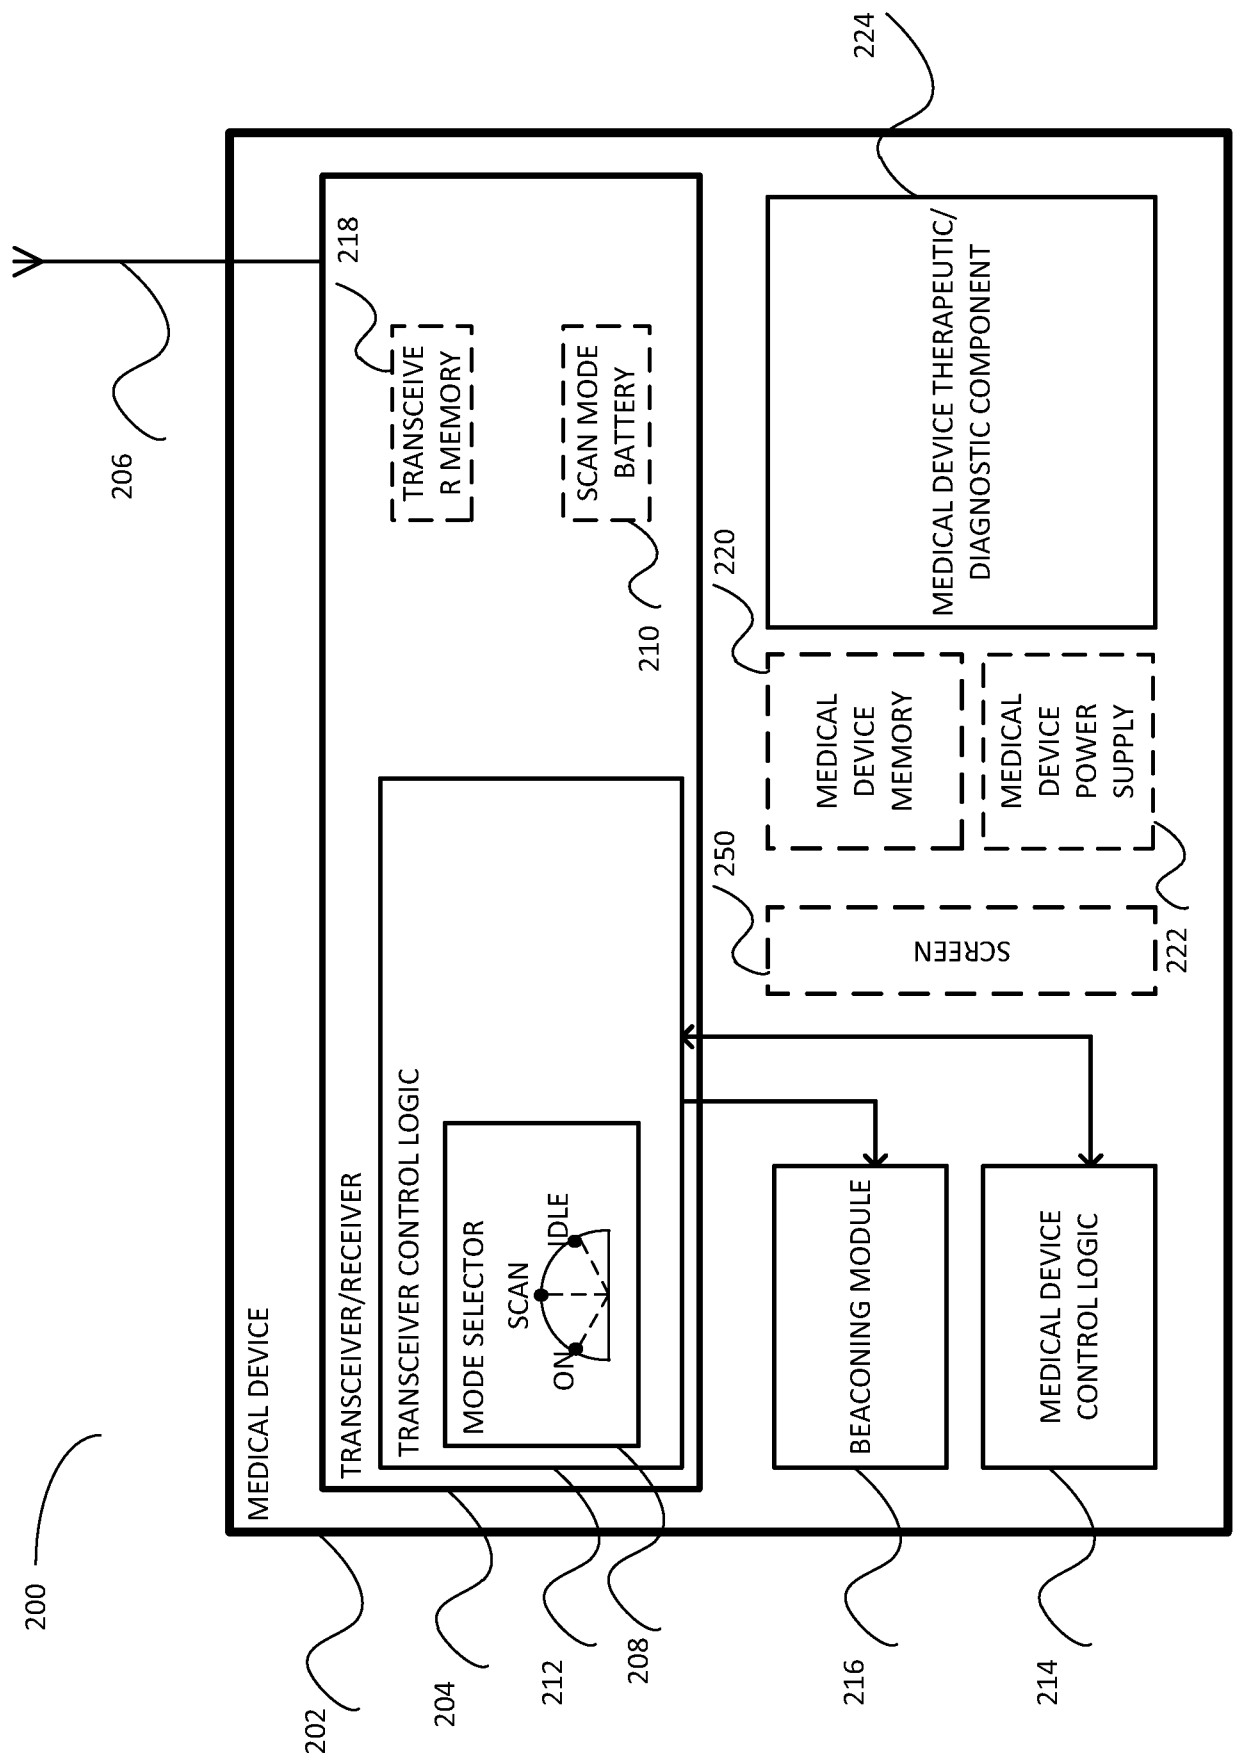 200
202
MEDICAL DEVICE
204
TRANSCEIVER/RECEIVER
212
TRANSCEIVER CONTROL LOGIC
208
MODE SELECTOR
SCAN
ON
IDLE
206
218
TRANSCEIVE
R MEMORY
SCAN MODE
BATTERY
210
216
BEACONING MODULE
214
MEDICAL DEVICE
CONTROL LOGIC
250
SCREEN
220
MEDICAL
DEVICE
MEMORY
MEDICAL
DEVICE
POWER
SUPPLY
222
224
MEDICAL DEVICE THERAPEUTIC/
DIAGNOSTIC COMPONENT